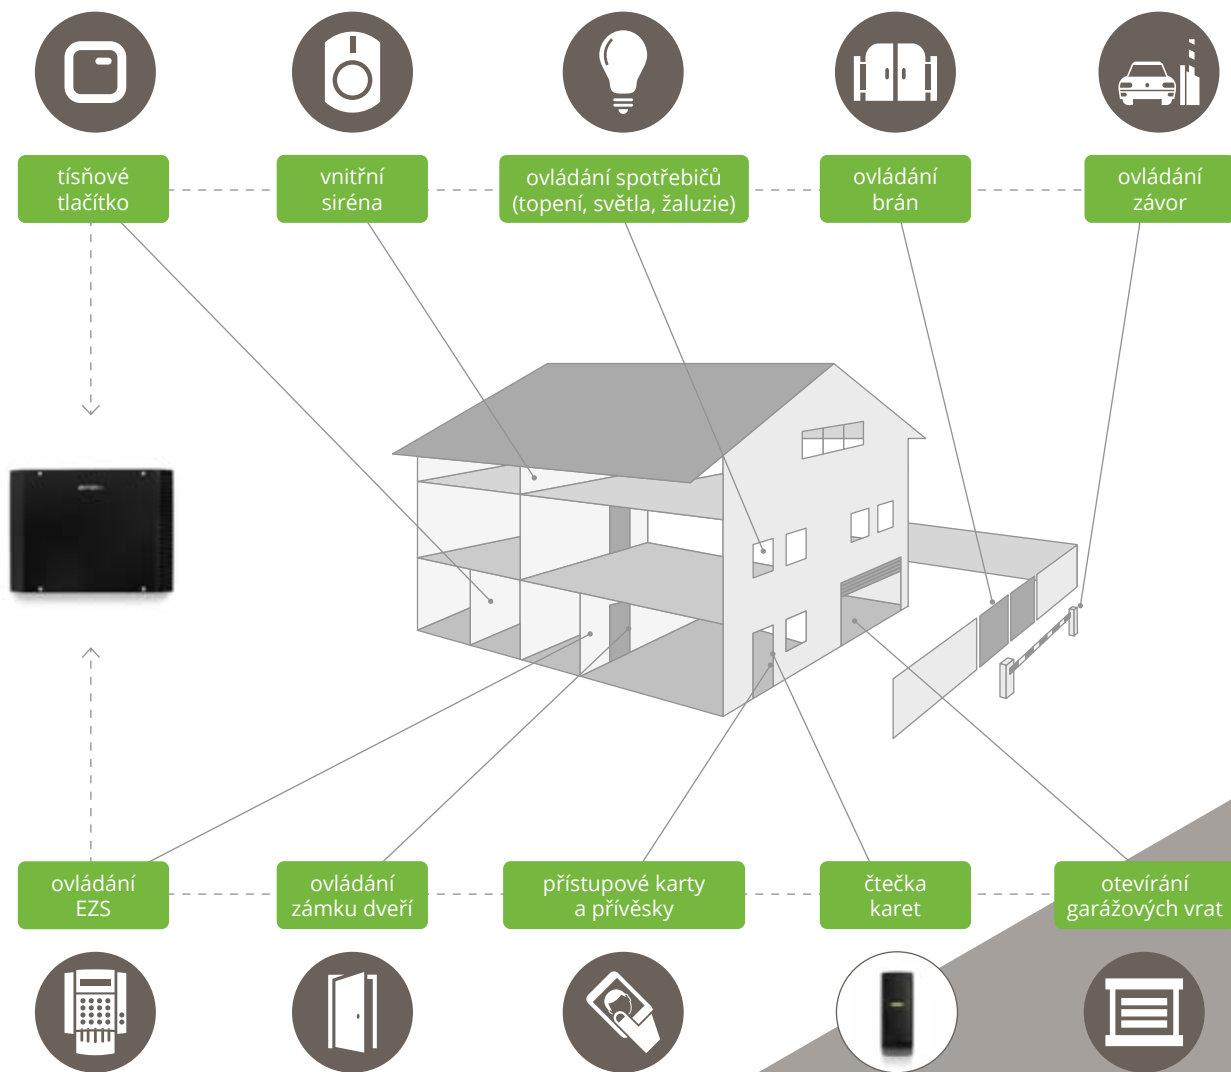 tísňové
tlačítko
vnitřní
siréna
ovládání spotřebičů
(topení, světla, žaluzie)
ovládání
brán
ovládání
závor
ovládání
EZS
ovládání
zámku dveří
přístupové karty
a přívěsky
čtečka
karet
otevírání
garážových vrat